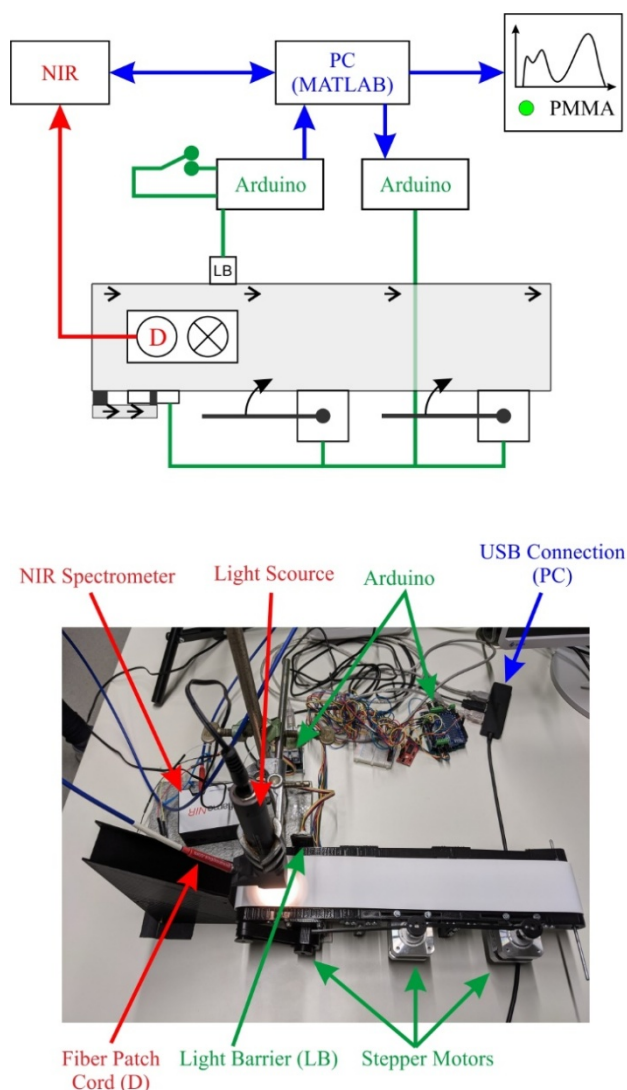 NIR
PC
(MATLAB)
PMMA
Arduino
Arduino
LB
D
USB Connection
(PC)
NIR Spectrometer
Light Scource
Arduino
NIR
Fiber Patch
Cord (D)
Light Barrier (LB)
Stepper Motors